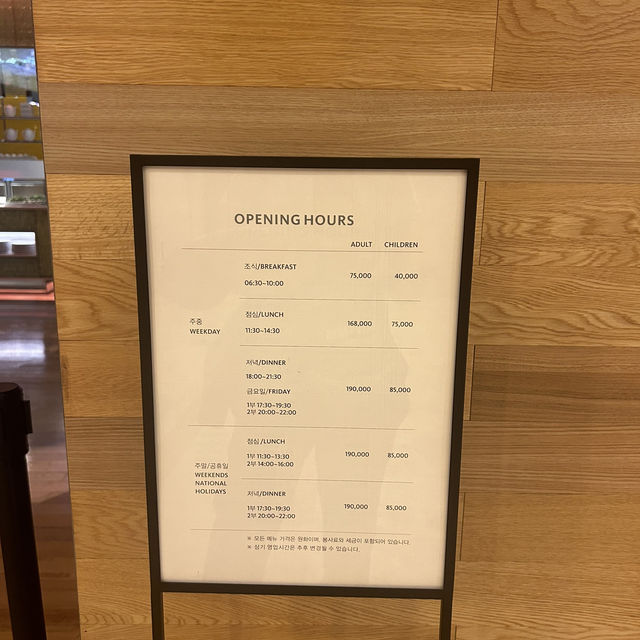 OPENING HOURS
ADULT CHILDREN
조식/BREAKFAST
06:30~10:00
75,000 40,000
주중
WEEKDAY
점심/LUNCH
11:30~14:30
168,000 75,000
저녁/DINNER
18:00~21:30
금요일/FRIDAY
1부 17:30~19:30
2부 20:00~22:00
190,000 85,000
주말/공휴일
WEEKENDS
NATIONAL
HOLIDAYS
점심/LUNCH
1부 11:30~13:30
2부 14:00~16:00
190,000 85,000
저녁/DINNER
1부 17:30~19:30
2부 20:00~22:00
190,000 85,000
※ 모든 메뉴 가격은 원화이며, 봉사료와 세금이 포함되어 있습니다.
※ 상기 영업시간은 추후 변경될 수 있습니다.